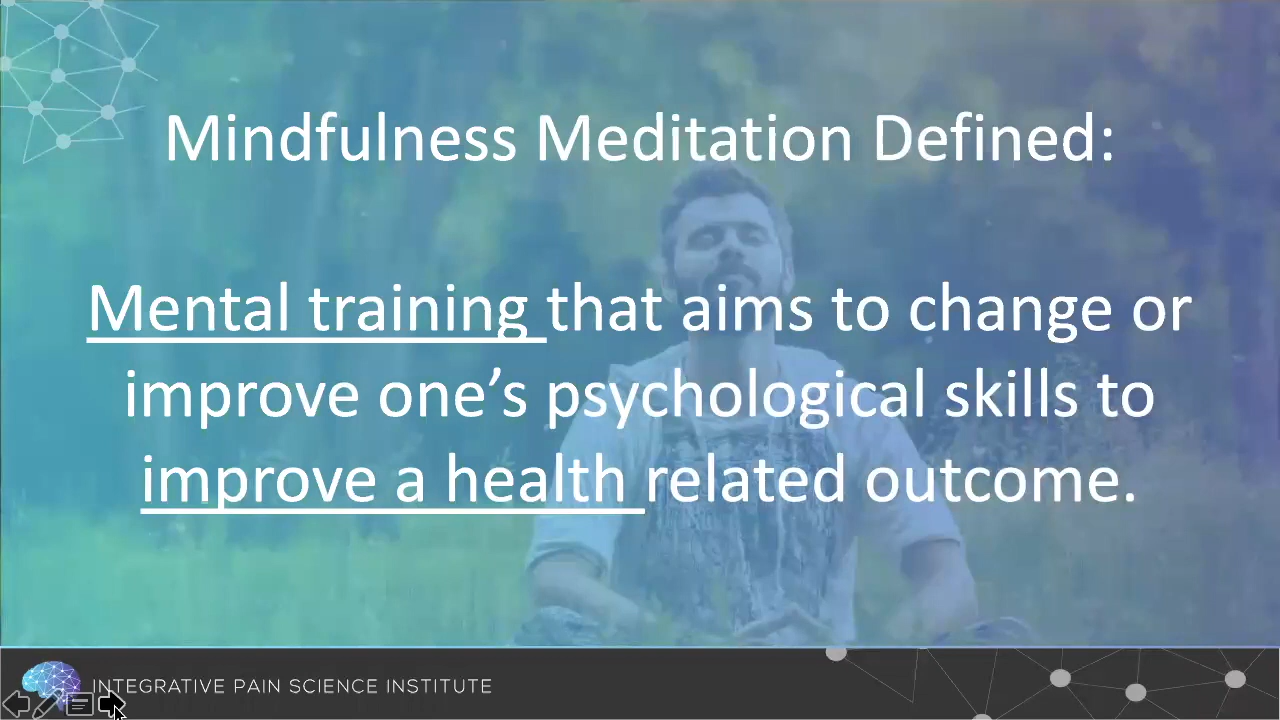 Mindfulness Meditation Defined:
Mental training that aims to change or
improve one’s psychological skills to
improve a health related outcome.
INTEGRATIVE PAIN SCIENCE INSTITUTE